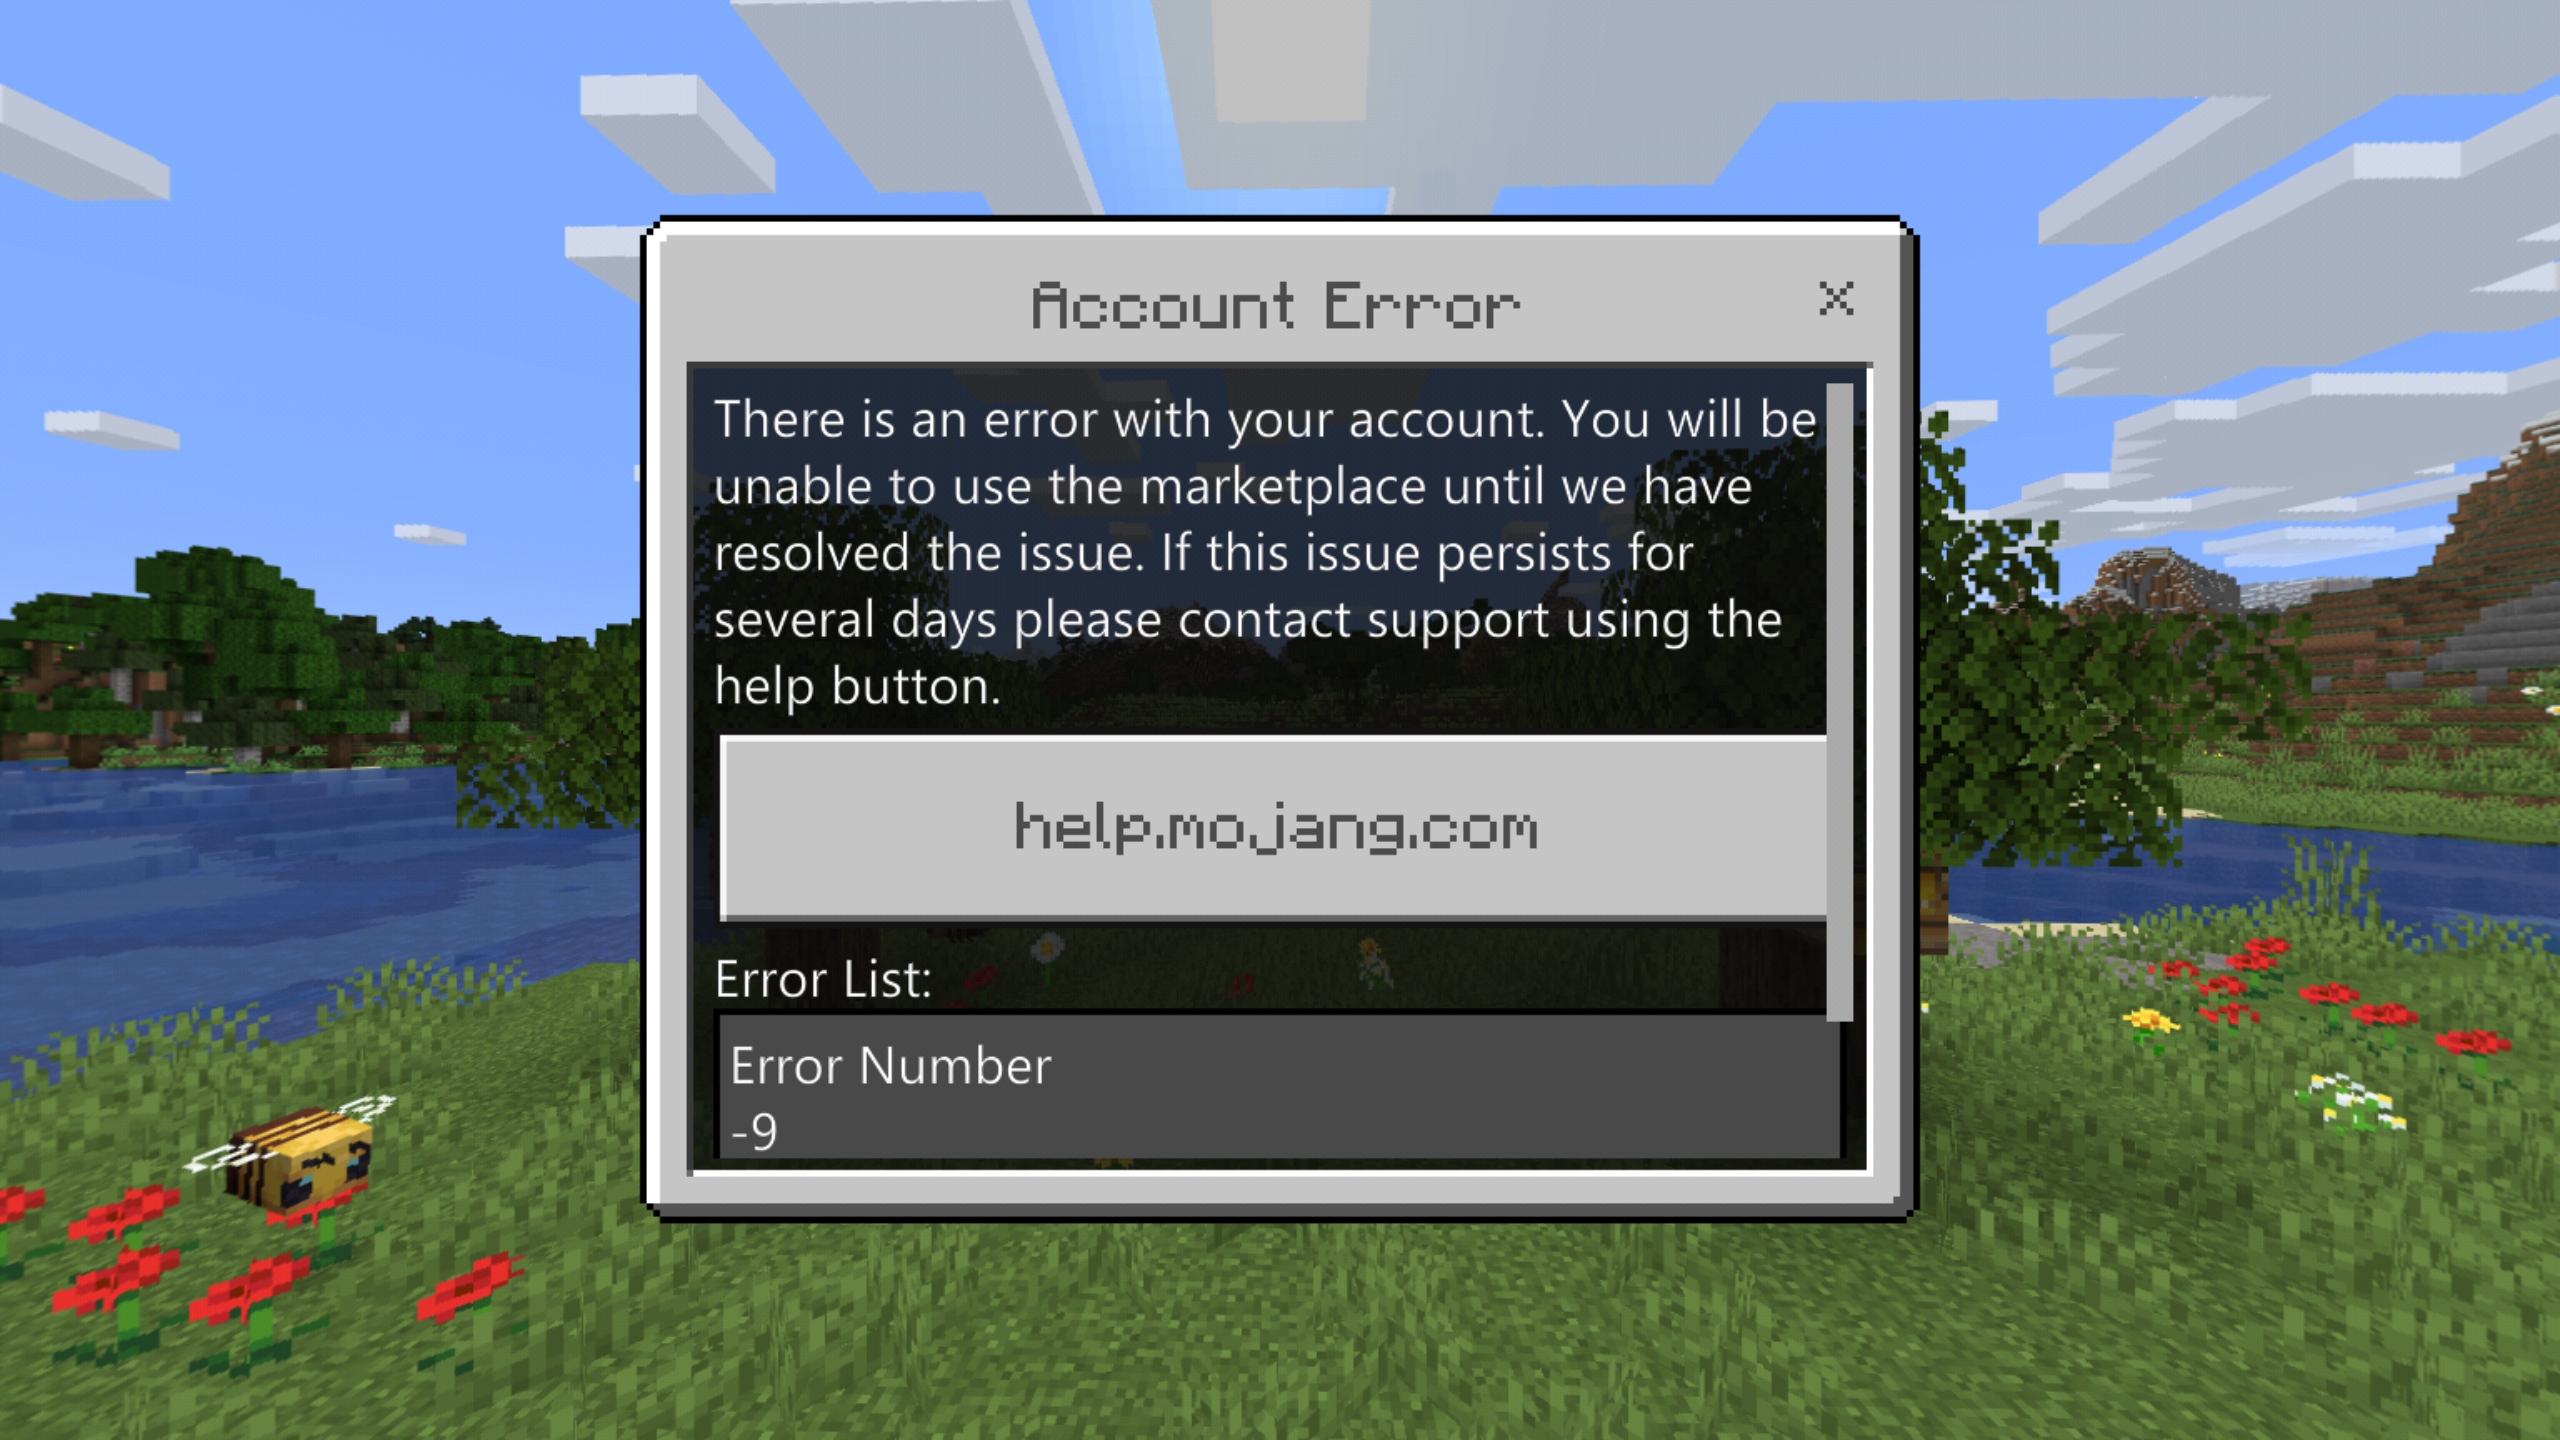 Account Error
There is an error with your account. You will be
unable to use the marketplace until we have
resolved the issue. If this issue persists for
several days please contact support using the
help button.
help.mojang.com
Error List:
Error Number
-9